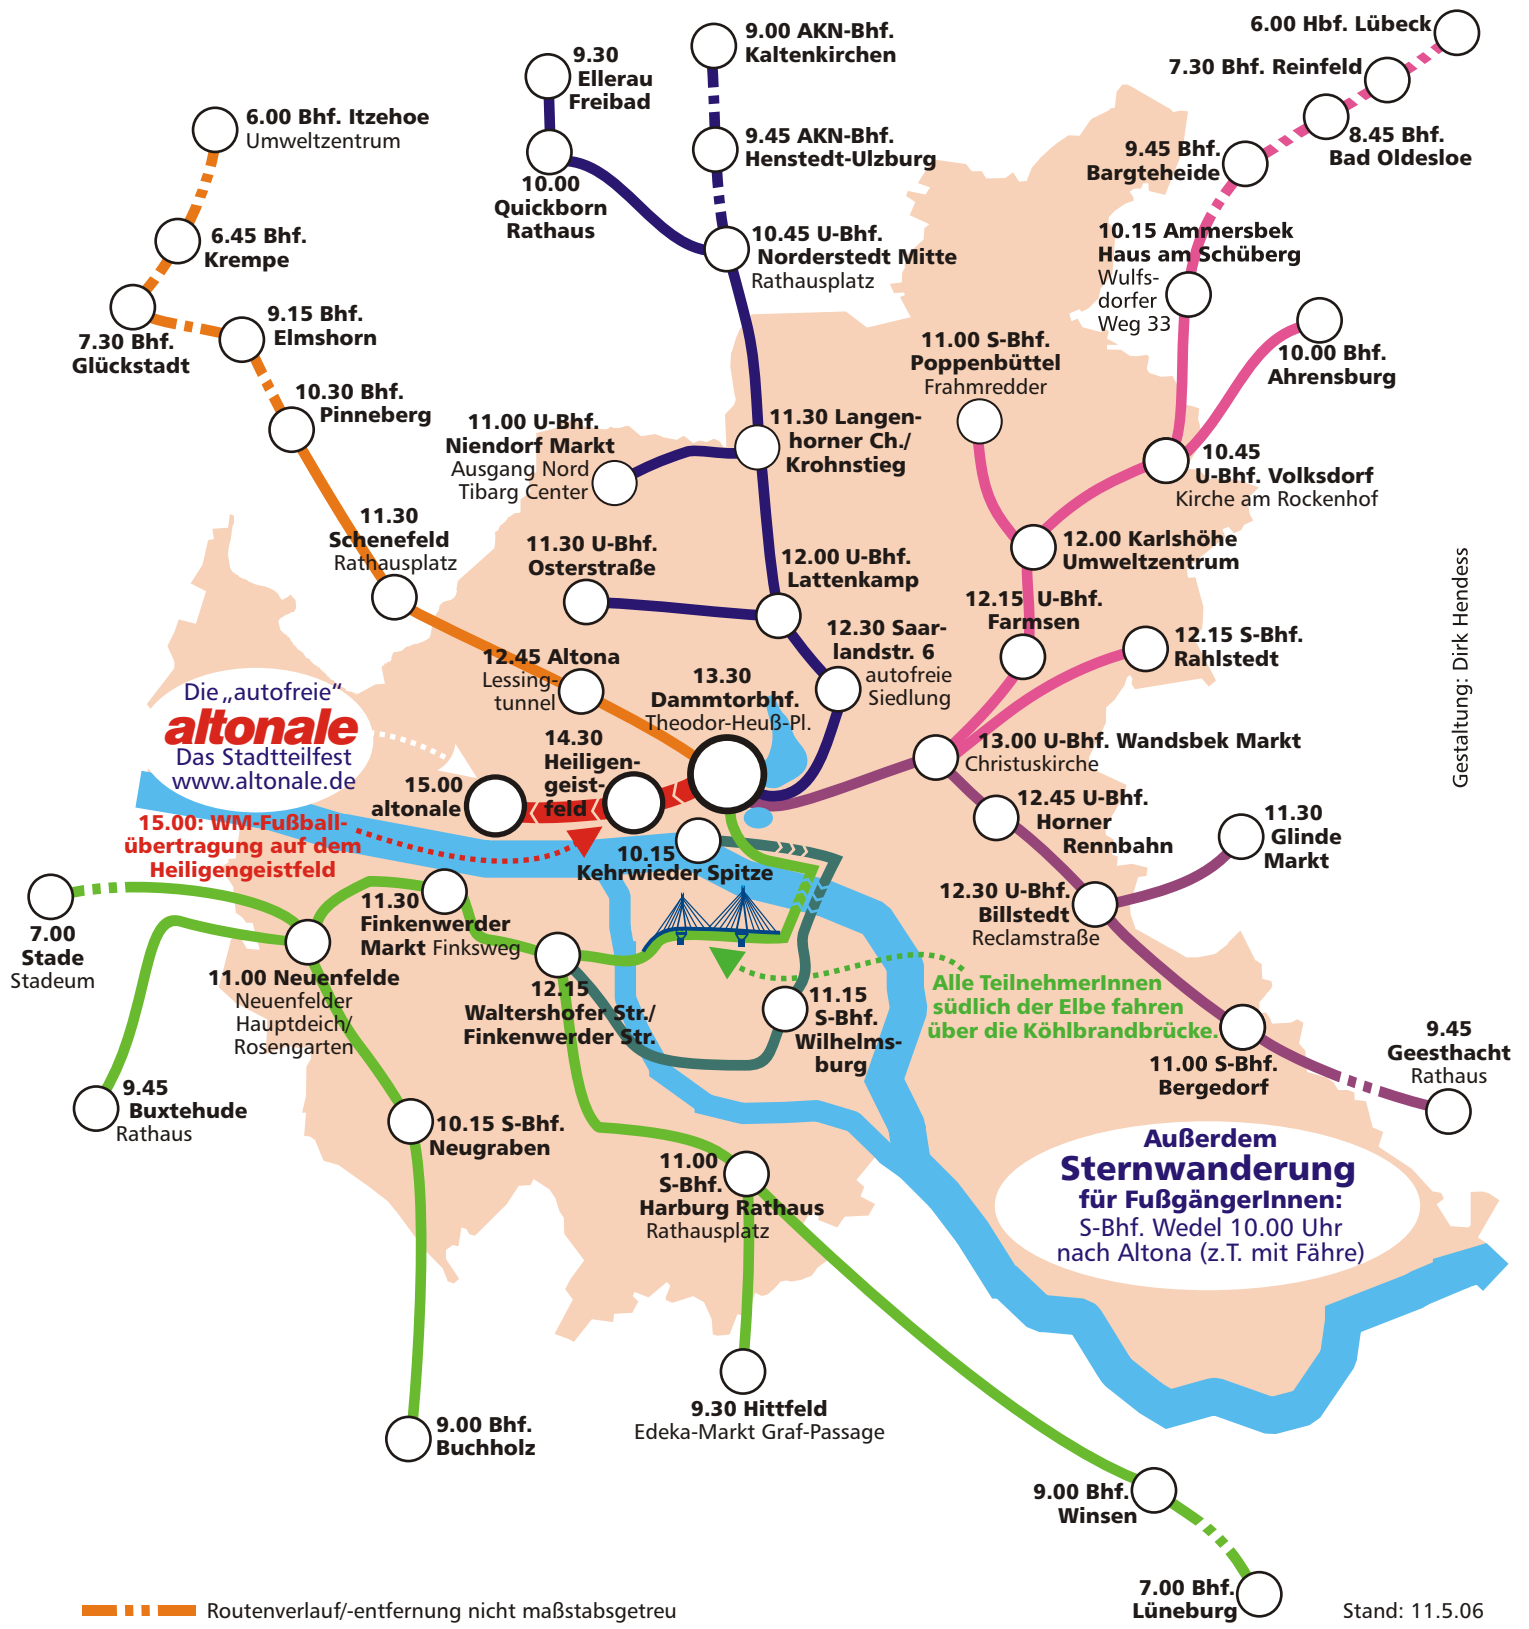 6.00 Hbf. Lübeck
7.30 Bhf. Reinfeld
8.45 Bhf.
Bad Oldesloe
9.45 Bhf.
Bargteheide
10.15 Ammersbek
Haus am Schüberg
Wulfs-
dorfer
Weg 33
10.00 Bhf.
Ahrensburg
10.45
U-Bhf. Volksdorf
Kirche am Rockenhof
11.00 S-Bhf.
Poppenbüttel
Frahmredder
12.00 Karlshöhe
Umweltzentrum
12.15 U-Bhf.
Farmsen
12.15 S-Bhf.
Rahlstedt
13.00 U-Bhf. Wandsbek Markt
Christuskirche
9.00 AKN-Bhf.
Kaltenkirchen
9.30
Ellerau
Freibad
9.45 AKN-Bhf.
Henstedt-Ulzburg
10.00
Quickborn
Rathaus
10.45 U-Bhf.
Norderstedt Mitte
Rathausplatz
11.30 Langen-
horner Ch./
Krohnstieg
11.00 U-Bhf.
Niendorf Markt
Ausgang Nord
Tibarg Center
11.30 U-Bhf.
Osterstraße
12.00 U-Bhf.
Lattenkamp
12.30 Saar-
landstr. 6
autofreie
Siedlung
6.00 Bhf. Itzehoe
Umweltzentrum
6.45 Bhf.
Krempe
7.30 Bhf.
Glückstadt
9.15 Bhf.
Elmshorn
10.30 Bhf.
Pinneberg
11.30
Schenefeld
Rathausplatz
12.45 Altona
Lessing-
tunnel
13.30
Dammtorbhf.
Theodor-Heuß-Pl.
14.30
Heiligen-
geist-
feld
15.00
altonale
Die „autofreie“
altonale
Das Stadtteilfest
www.altonale.de
15.00: WM-Fußball-
übertragung auf dem
Heiligengeistfeld
10.15
Kehrwieder Spitze
12.45 U-Bhf.
Horner
Rennbahn
11.30
Glinde
Markt
12.30 U-Bhf.
Billstedt
Reclamstraße
11.00 S-Bhf.
Bergedorf
9.45
Geesthacht
Rathaus
7.00
Stade
Stadeum
11.30
Finkenwerder
Markt Finksweg
11.00 Neuenfelde
Neuenfelder
Hauptdeich/
Rosengarten
12.15
Waltershofer Str./
Finkenwerder Str.
11.15
S-Bhf.
Wilhelms-
burg
Alle TeilnehmerInnen
südlich der Elbe fahren
über die Köhlbrandbrücke.
9.45
Buxtehude
Rathaus
10.15 S-Bhf.
Neugraben
11.00
S-Bhf.
Harburg Rathaus
Rathausplatz
Außerdem
Sternwanderung
für FußgängerInnen:
S-Bhf. Wedel 10.00 Uhr
nach Altona (z.T. mit Fähre)
9.30 Hittfeld
Edeka-Markt Graf-Passage
9.00 Bhf.
Buchholz
9.00 Bhf.
Winsen
7.00 Bhf.
Lüneburg
Gestaltung: Dirk Hendess
Routenverlauf/-entfernung nicht maßstabsgetreu
Stand: 11.5.06